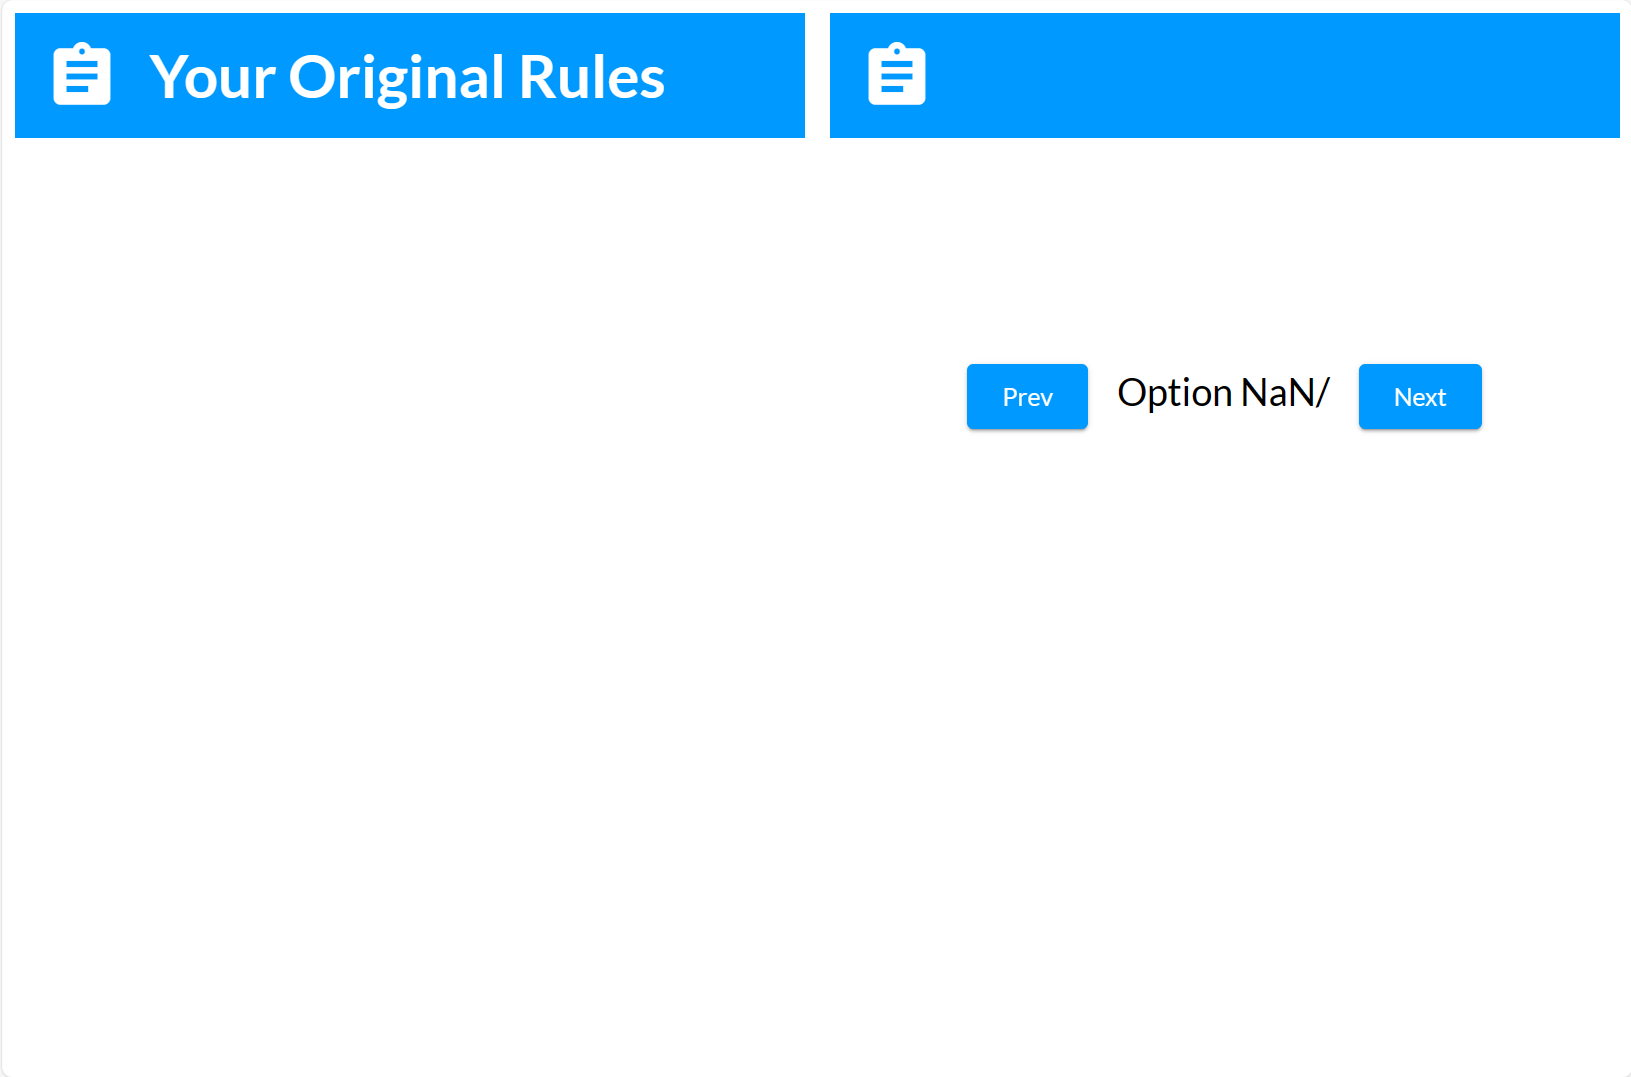 Your Original Rules
Prev
Option NaN/
Next